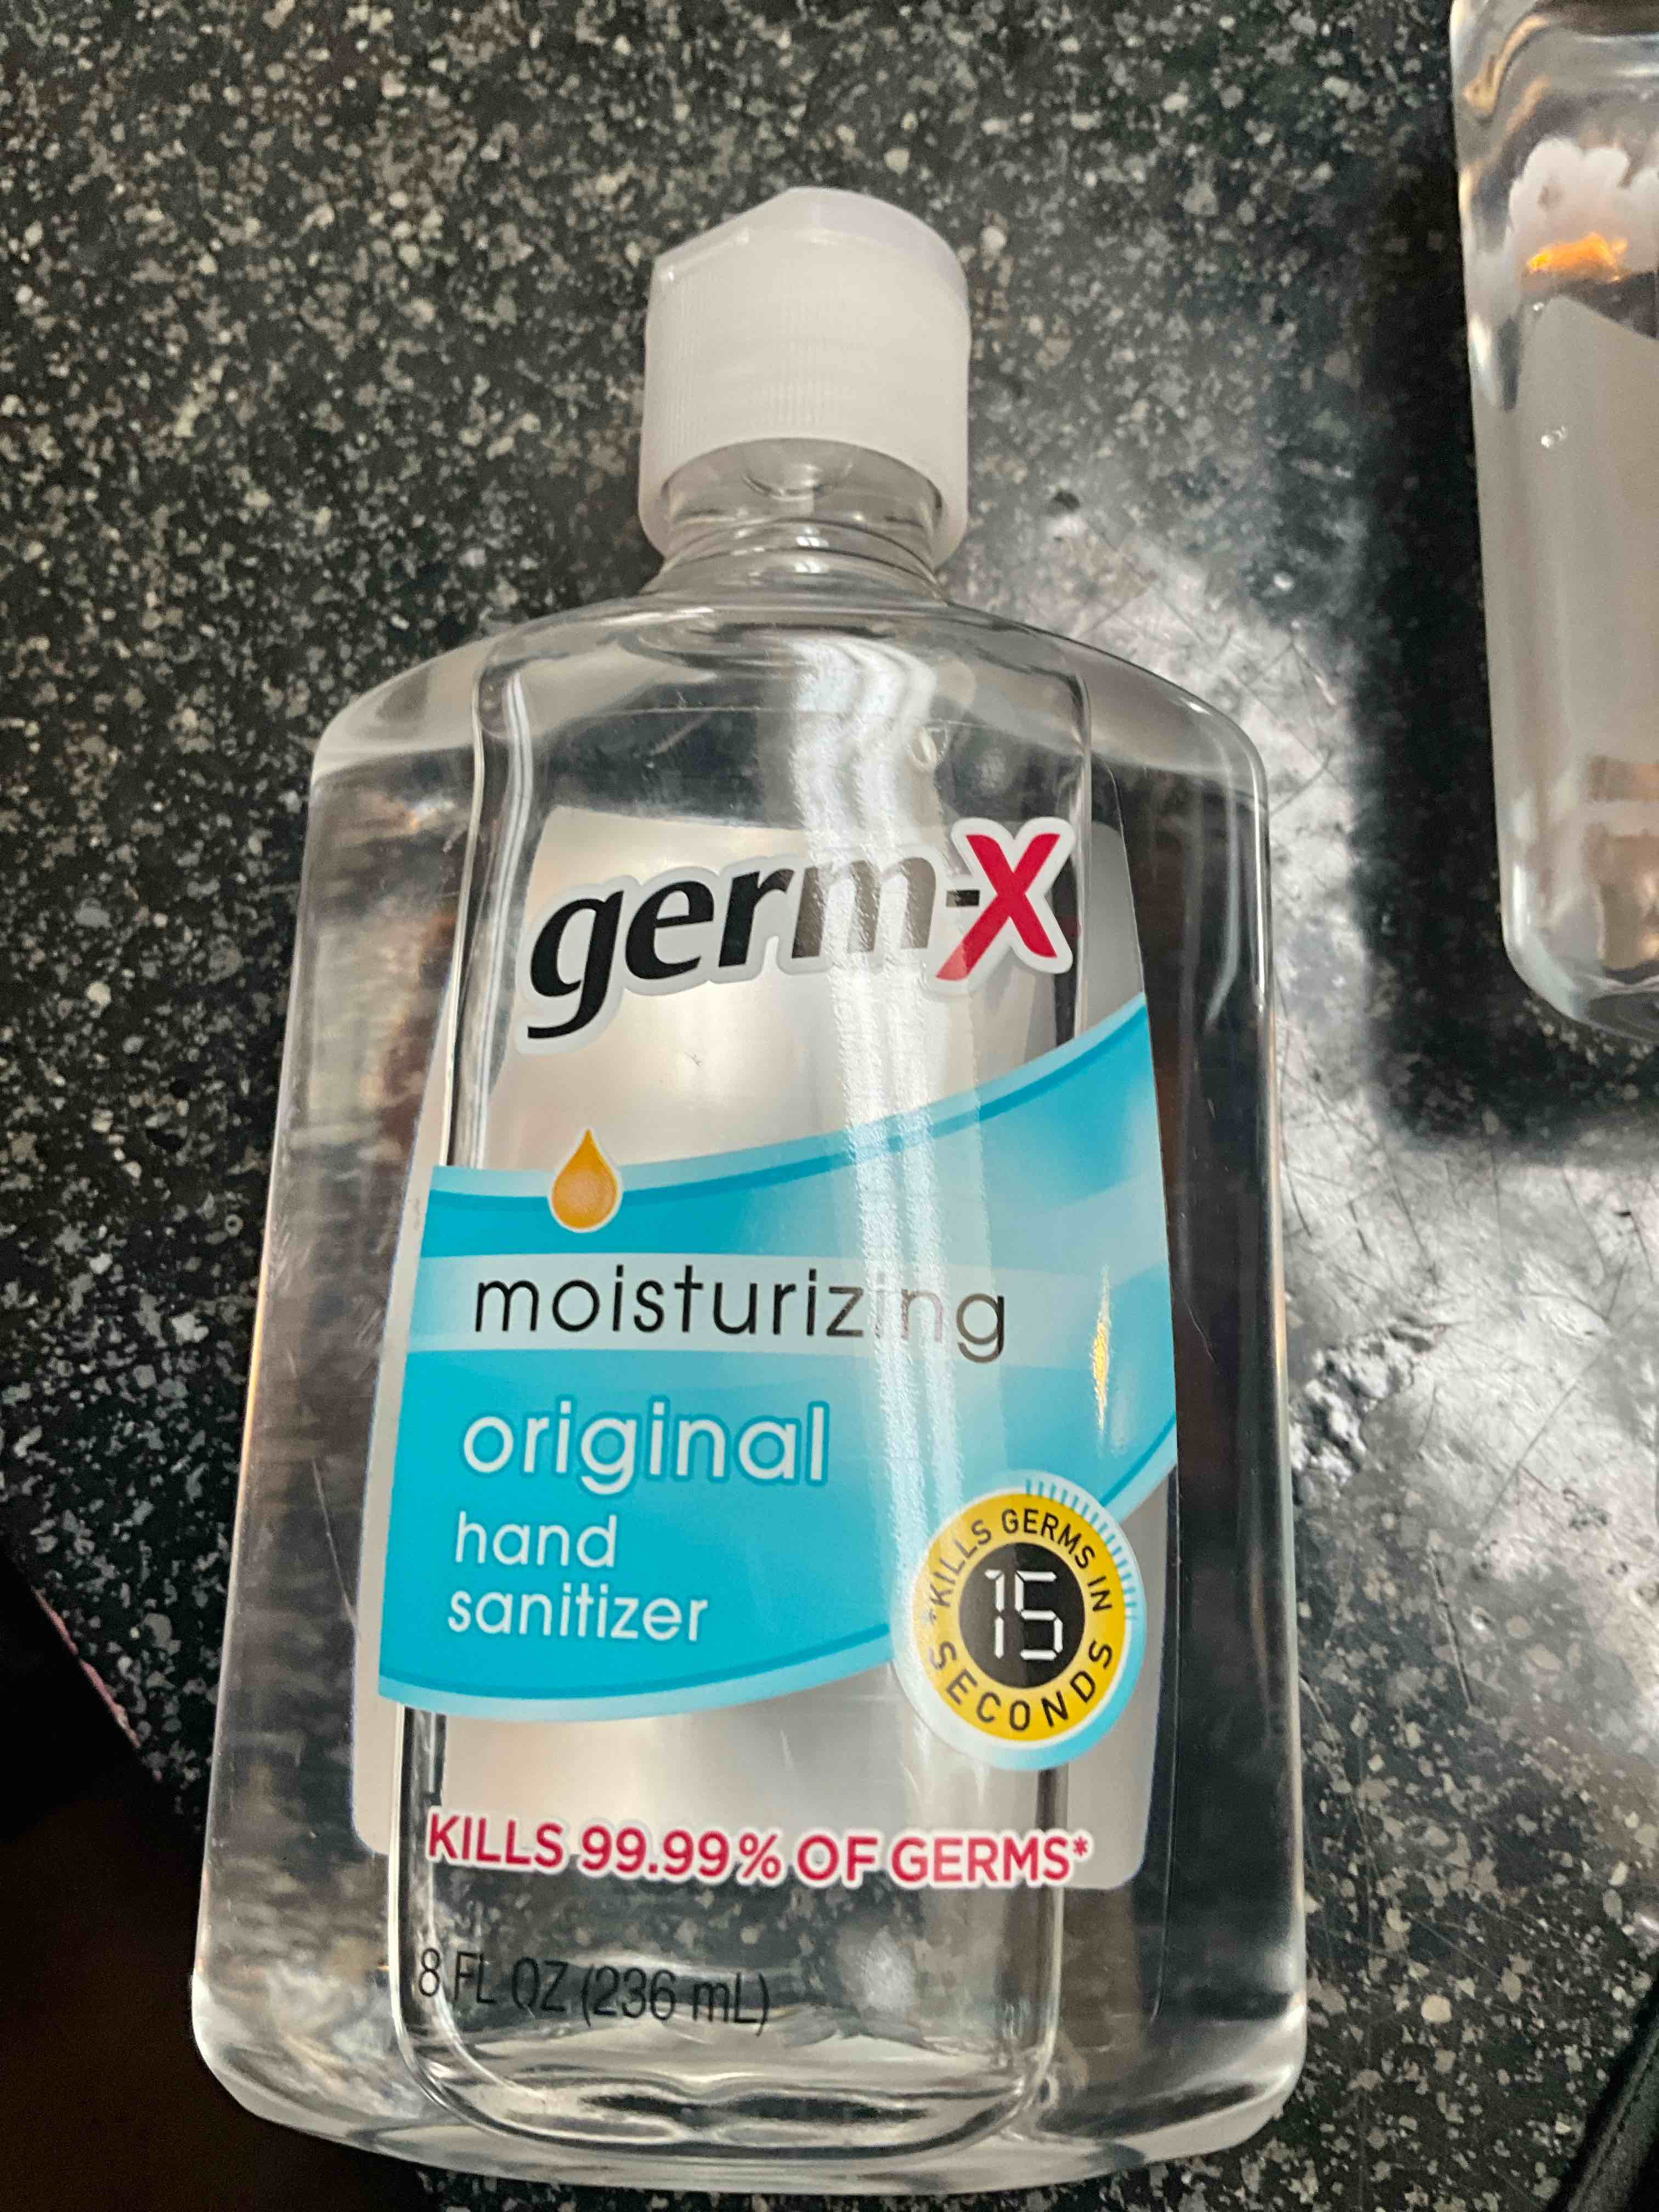 germ-x
moisturizing
original
hand
sanitizer
*KILLS GERMS IN
15
SECONDS
KILLS 99.99% OF GERMS*
8 FL OZ (236 mL)